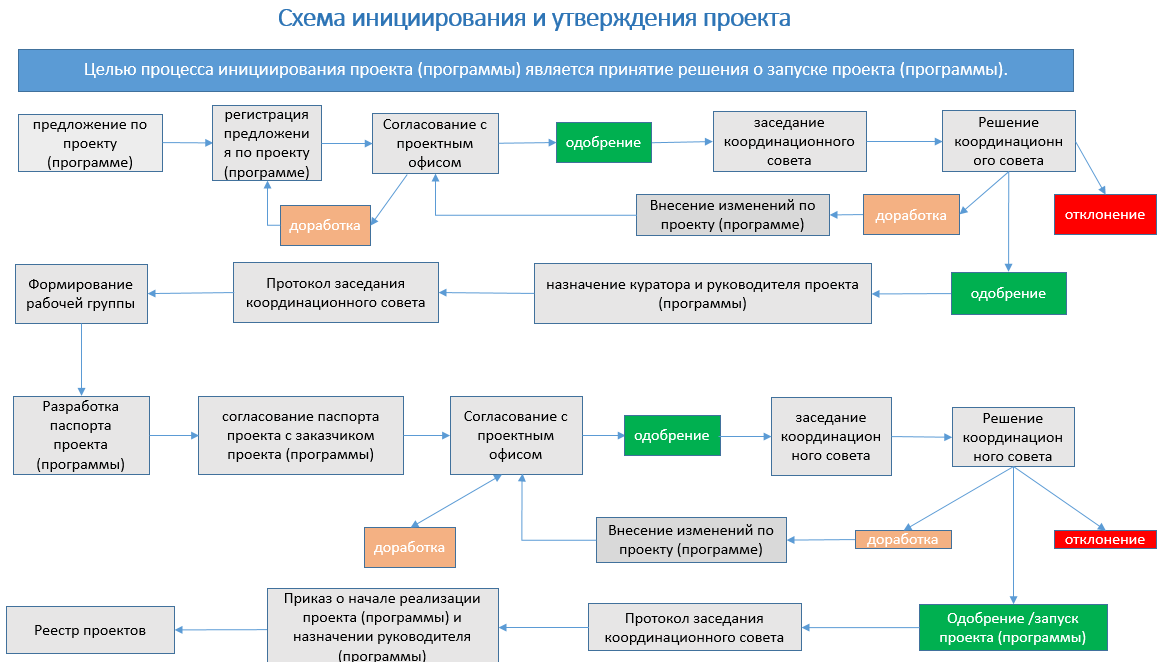 Схема инициирования и утверждения проекта
Целью процесса инициирования проекта (программы) является принятие решения о запуске проекта (программы).
предложение по
проекту
(программе)
регистрация
предложени
я по проекту
(программе)
Согласование с
проектным
офисом
одобрение
заседание
координационного
совета
Решение
координационн
ого совета
доработка
Внесение изменений по
проекту (программе)
доработка
отклонение
Формирование
рабочей группы
Протокол заседания
координационного совета
назначение куратора и руководителя проекта
(программы)
одобрение
Разработка
паспорта
проекта
(программы)
согласование паспорта
проекта с заказчиком
проекта (программы)
Согласование с
проектным
офисом
одобрение
заседание
координацион
ного совета
Решение
координацион
ного совета
доработка
Внесение изменений по
проекту (программе)
доработка
отклонение
Реестр проектов
Приказ о начале реализации
проекта (программы) и
назначении руководителя
(программы)
Протокол заседания
координационного совета
Одобрение /запуск
проекта (программы)